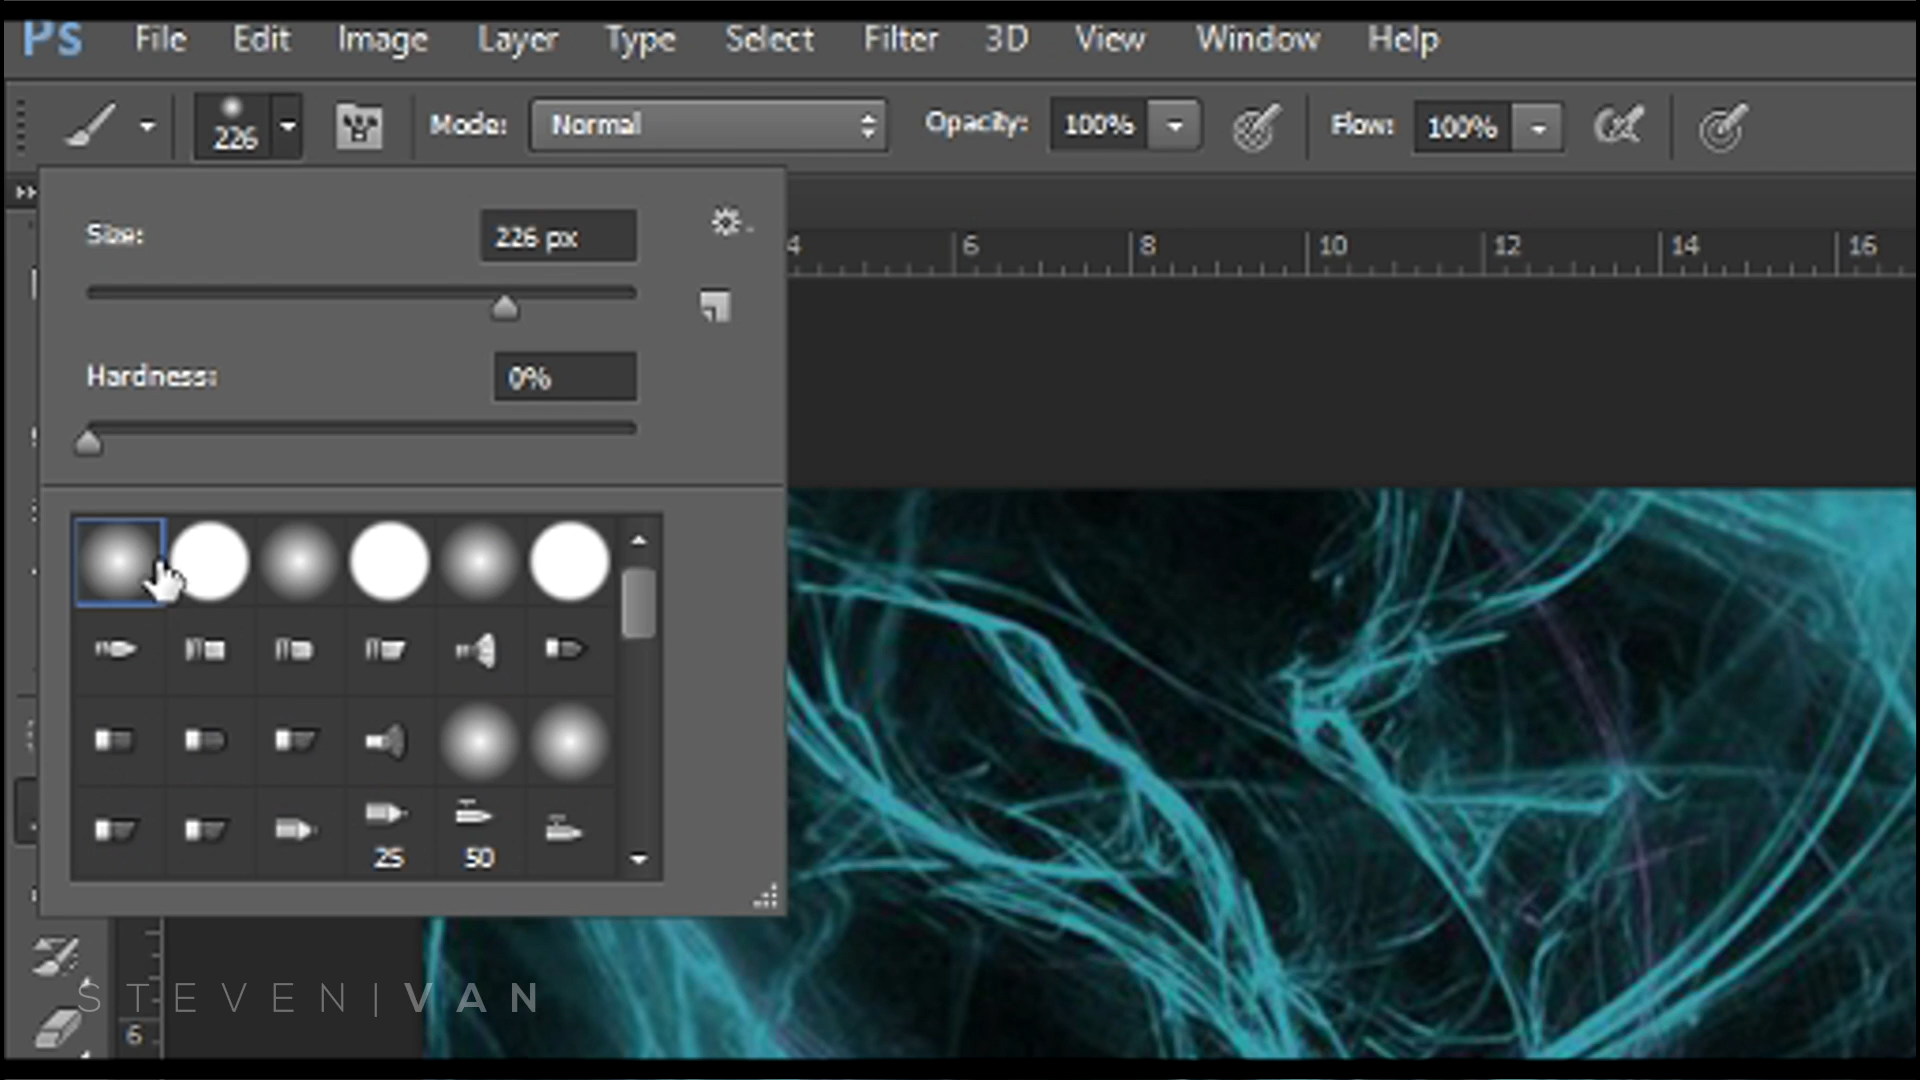 Ps File Edit Image Layer Type Select Filter 3D View Window Help
226 Mode: Normal Opacity: 100% Flow: 100%
Size: 226 px
4 6 8 10 12 14 16
Hardness: 0%
25 50
STEVEN|VAN
6